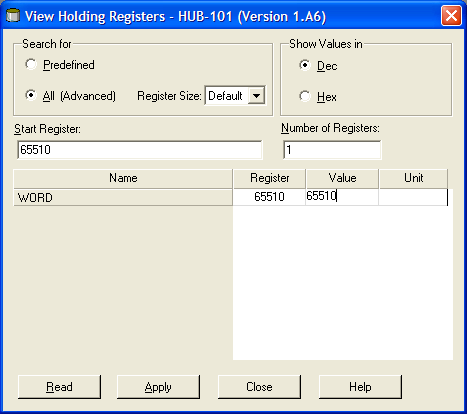 View Holding Registers - HUB-101 (Version 1.A6)
Search for
Predefined
All (Advanced) Register Size: Default
Show Values in
Dec
Hex
Start Register:
65510
Number of Registers:
1
Name Register Value Unit
WORD 65510 65510
Read Apply Close Help